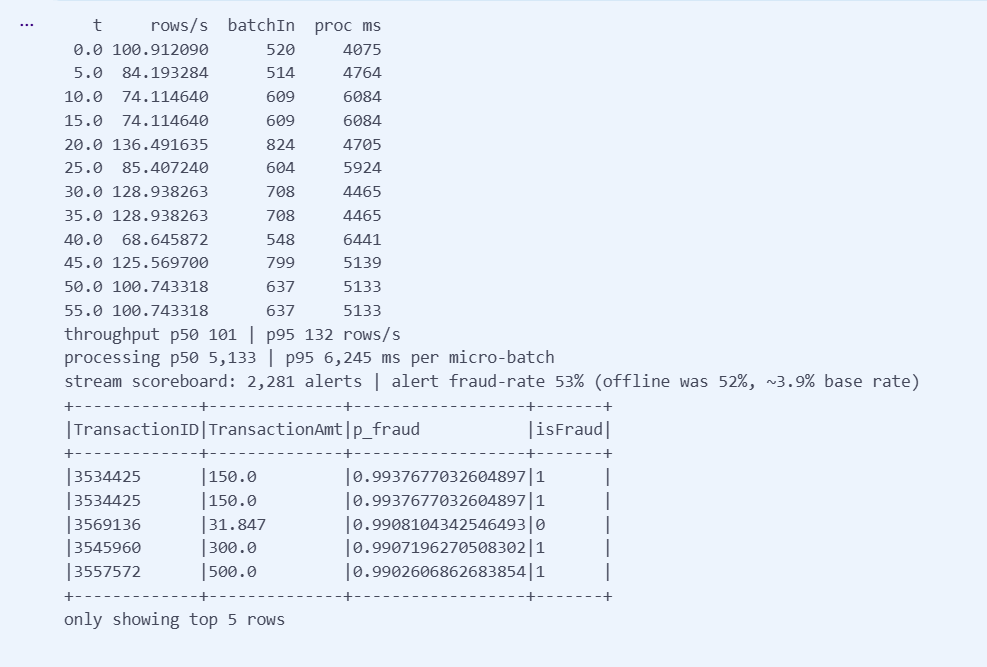 ...
t rows/s batchIn proc ms
0.0 100.912090 520 4075
5.0 84.193284 514 4764
10.0 74.114640 609 6084
15.0 74.114640 609 6084
20.0 136.491635 824 4705
25.0 85.407240 604 5924
30.0 128.938263 708 4465
35.0 128.938263 708 4465
40.0 68.645872 548 6441
45.0 125.569700 799 5139
50.0 100.743318 637 5133
55.0 100.743318 637 5133
throughput p50 101 | p95 132 rows/s
processing p50 5,133 | p95 6,245 ms per micro-batch
stream scoreboard: 2,281 alerts | alert fraud-rate 53% (offline was 52%, ~3.9% base rate)
+-------------+--------------+------------------+-------+
|TransactionID|TransactionAmt|p_fraud           |isFraud|
+-------------+--------------+------------------+-------+
|3534425      |150.0         |0.9937677032604897|1      |
|3534425      |150.0         |0.9937677032604897|1      |
|3569136      |31.847        |0.9908104342546493|0      |
|3545960      |300.0         |0.9907196270508302|1      |
|3557572      |500.0         |0.9902606862683854|1      |
+-------------+--------------+------------------+-------+
only showing top 5 rows